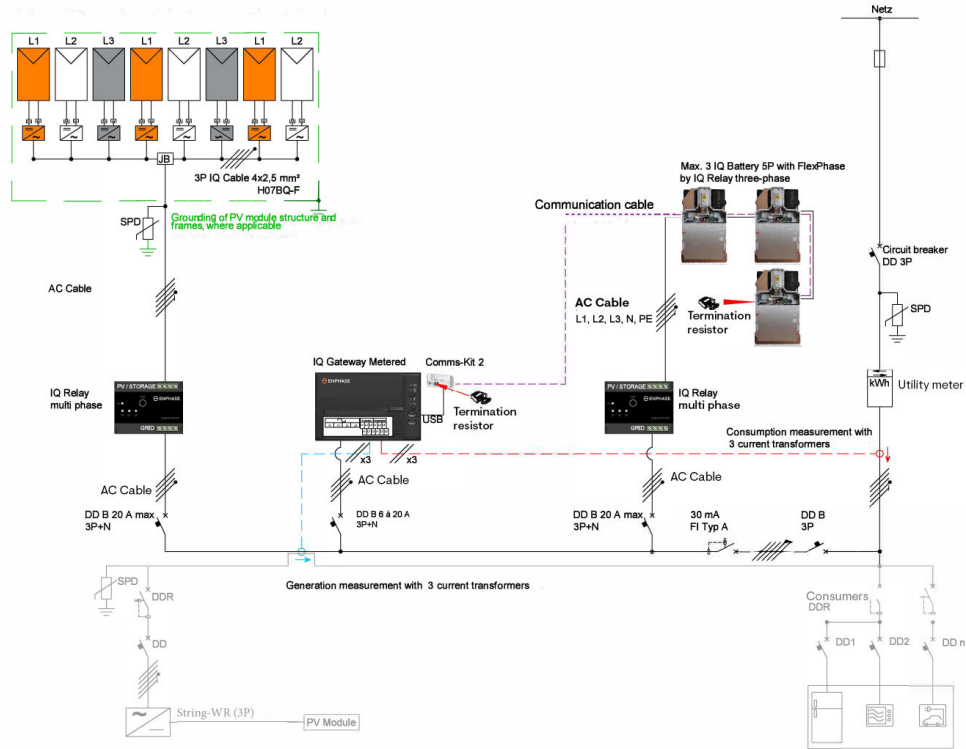 Netz
L1 L2 L3 L1 L2 L3 L1 L2
JB
3P IQ Cable 4x2,5 mm²
H07BQ-F
Grounding of PV module structure and
frames, where applicable
SPD
AC Cable
Max. 3 IQ Battery 5P with FlexPhase
by IQ Relay three-phase
Communication cable
AC Cable
L1, L2, L3, N, PE
Termination
resistor
Circuit breaker
DD 3P
SPD
kWh
Utility meter
IQ Gateway Metered
Comms-Kit 2
ENPHASE
USB
Termination
resistor
IQ Relay
multi phase
PV / STORAGE
ENPHASE
GRID
IQ Relay
multi phase
PV / STORAGE
ENPHASE
GRID
Consumption measurement with
3 current transformers
x3
x3
AC Cable
AC Cable
AC Cable
DD B 20 A max
3P+N
DD B 6 à 20 A
3P+N
DD B 20 A max
3P+N
30 mA
FI Typ A
DD B
3P
Generation measurement with 3 current transformers
SPD
DDR
DD
String-WR (3P)
PV Module
Consumers
DDR
DD1
DD2
DD n